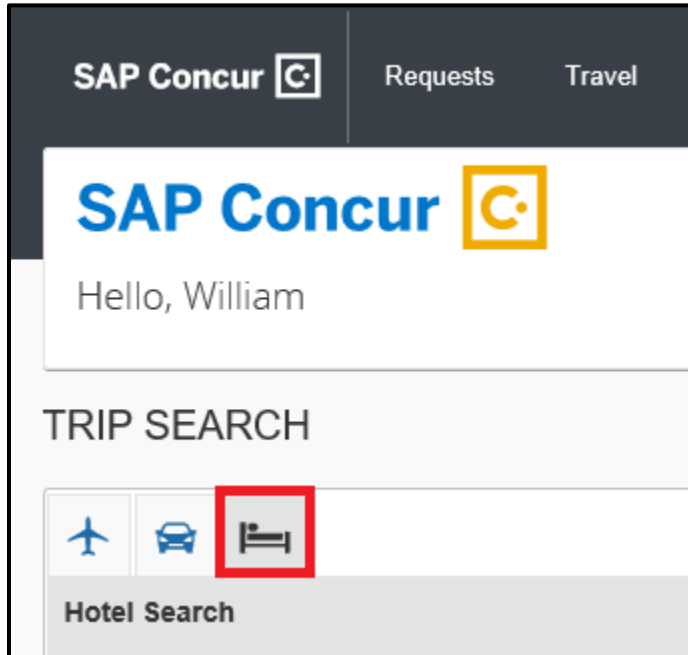 SAP Concur Requests Travel
SAP Concur
Hello, William
TRIP SEARCH
Hotel Search